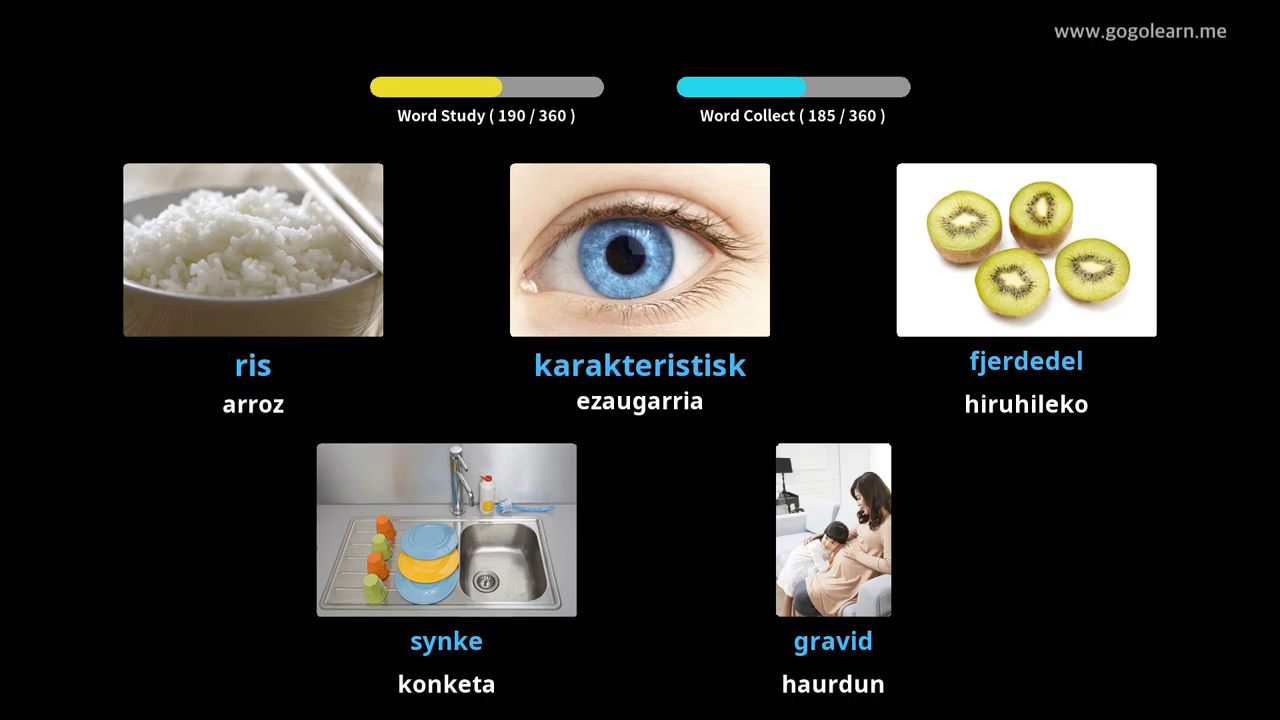 www.gogolearn.me
Word Study ( 190 / 360 )
Word Collect ( 185 / 360 )
ris
arroz
karakteristisk
ezaugarria
fjerdedel
hiruhileko
synke
konketa
gravid
haurdun